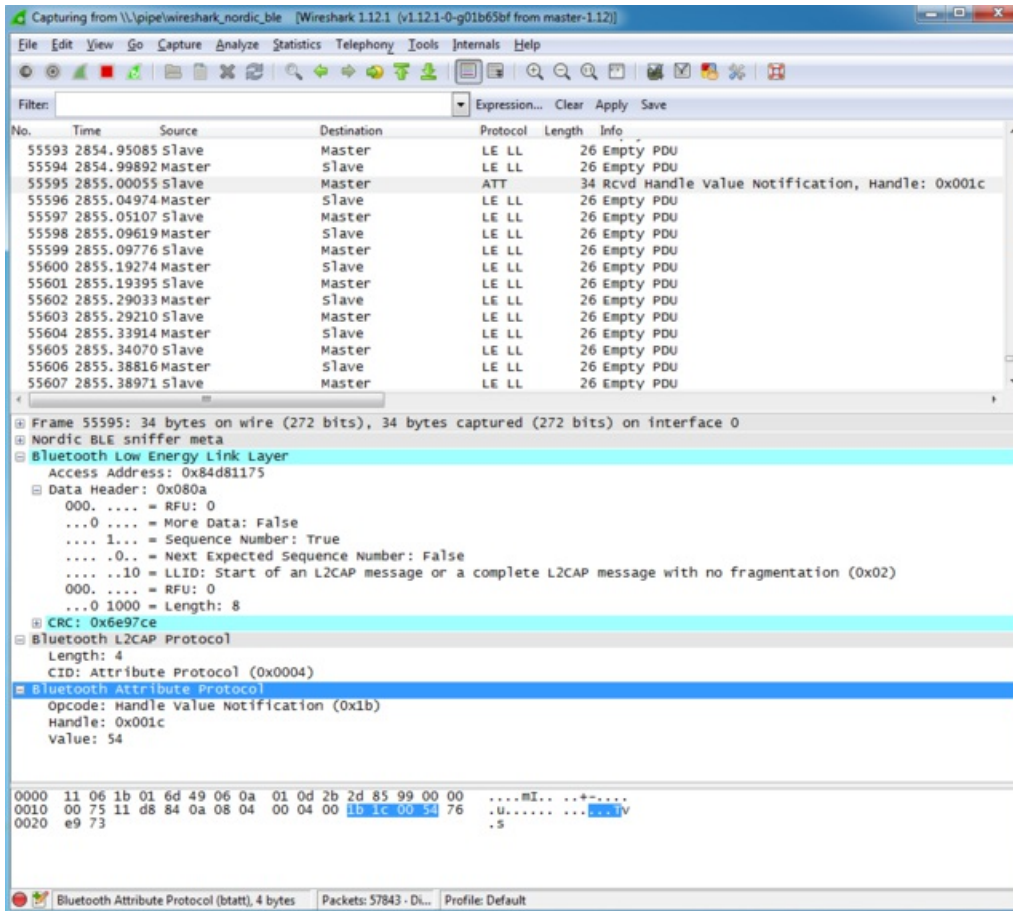 Capturing from \\.\pipe\wireshark_nordic_ble [Wireshark 1.12.1 (v1.12.1-0-g01b65bf from master-1.12)]
File Edit View Go Capture Analyze Statistics Telephony Tools Internals Help
Filter: Expression... Clear Apply Save
No. Time Source Destination Protocol Length Info
55593 2854.95085 Slave Master LE LL 26 Empty PDU
55594 2854.99892 Master Slave LE LL 26 Empty PDU
55595 2855.00055 Slave Master ATT 34 Rcvd Handle Value Notification, Handle: 0x001c
55596 2855.04974 Master Slave LE LL 26 Empty PDU
55597 2855.05107 Slave Master LE LL 26 Empty PDU
55598 2855.09619 Master Slave LE LL 26 Empty PDU
55599 2855.09776 Slave Master LE LL 26 Empty PDU
55600 2855.19274 Master Slave LE LL 26 Empty PDU
55601 2855.19395 Slave Master LE LL 26 Empty PDU
55602 2855.29033 Master Slave LE LL 26 Empty PDU
55603 2855.29210 Slave Master LE LL 26 Empty PDU
55604 2855.33914 Master Slave LE LL 26 Empty PDU
55605 2855.34070 Slave Master LE LL 26 Empty PDU
55606 2855.38816 Master Slave LE LL 26 Empty PDU
55607 2855.38971 Slave Master LE LL 26 Empty PDU
Frame 55595: 34 bytes on wire (272 bits), 34 bytes captured (272 bits) on interface 0
Nordic BLE sniffer meta
Bluetooth Low Energy Link Layer
Access Address: 0x84d81175
Data Header: 0x080a
000. .... = RFU: 0
...0 .... = More Data: False
.... 1... = Sequence Number: True
.... .0.. = Next Expected Sequence Number: False
.... ..10 = LLID: Start of an L2CAP message or a complete L2CAP message with no fragmentation (0x02)
000. .... = RFU: 0
...0 1000 = Length: 8
CRC: 0x6e97ce
Bluetooth L2CAP Protocol
Length: 4
CID: Attribute Protocol (0x0004)
Bluetooth Attribute Protocol
Opcode: Handle Value Notification (0x1b)
Handle: 0x001c
Value: 54
0000 11 06 1b 01 6d 49 06 0a 01 0d 2b 2d 85 99 00 00 ....mI.. ..+-....
0010 00 75 11 d8 84 0a 08 04 00 04 00 1b 1c 00 54 76 .u...... ......Tv
0020 e9 73 .s
Bluetooth Attribute Protocol (btatt), 4 bytes Packets: 57843 · Di... Profile: Default